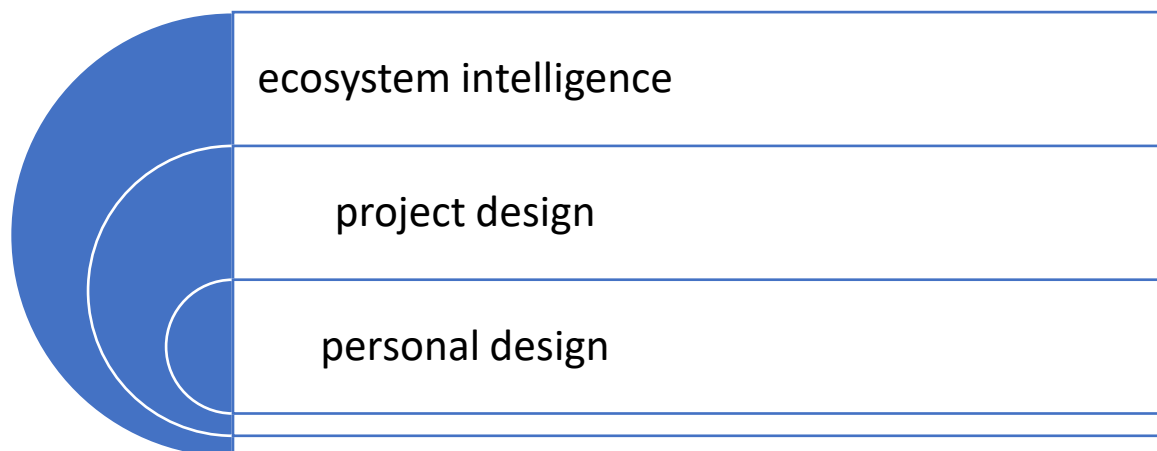 ecosystem intelligence
project design
personal design